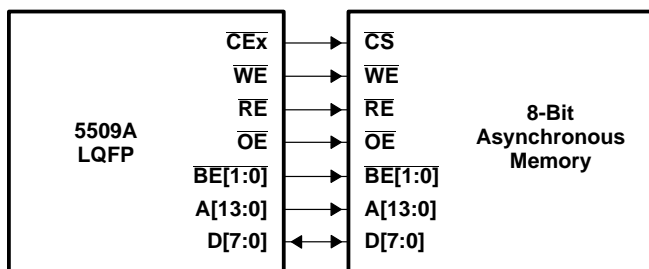 CEx CS
WE WE
RE RE
OE OE
BE[1:0] BE[1:0]
A[13:0] A[13:0]
D[7:0] D[7:0]
5509A
LQFP
8-Bit
Asynchronous
Memory